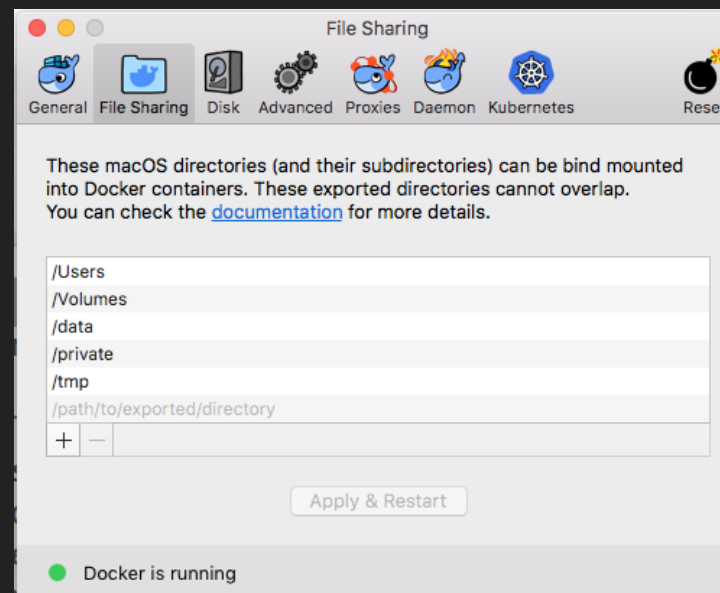 File Sharing
General File Sharing Disk Advanced Proxies Daemon Kubernetes Rese
These macOS directories (and their subdirectories) can be bind mounted
into Docker containers. These exported directories cannot overlap.
You can check the documentation for more details.
/Users
/Volumes
/data
/private
/tmp
/path/to/exported/directory
Apply & Restart
Docker is running